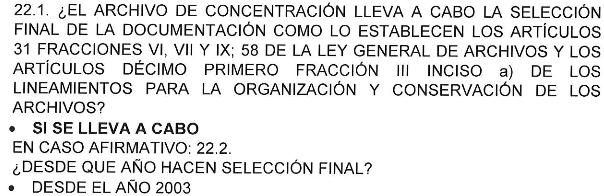 22.1. ¿EL ARCHIVO DE CONCENTRACIÓN LLEVA A CABO LA SELECCIÓN
FINAL DE LA DOCUMENTACIÓN COMO LO ESTABLECEN LOS ARTÍCULOS
31 FRACCIONES VI, VII Y IX; 58 DE LA LEY GENERAL DE ARCHIVOS Y LOS
ARTÍCULOS DÉCIMO PRIMERO FRACCIÓN III INCISO a) DE LOS
LINEAMIENTOS PARA LA ORGANIZACIÓN Y CONSERVACIÓN DE LOS
ARCHIVOS?
• SI SE LLEVA A CABO
EN CASO AFIRMATIVO: 22.2.
¿DESDE QUE AÑO HACEN SELECCIÓN FINAL?
• DESDE EL AÑO 2003